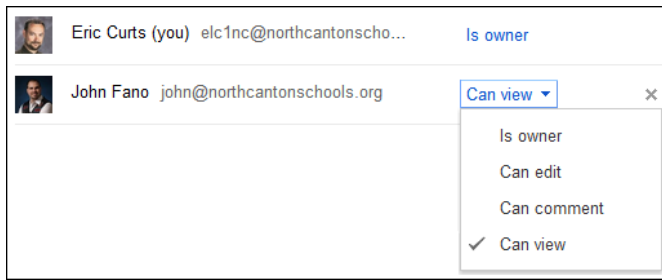 Eric Curts (you) elc1nc@northcantonscho... Is owner
John Fano john@northcantonschools.org Can view
Is owner
Can edit
Can comment
Can view